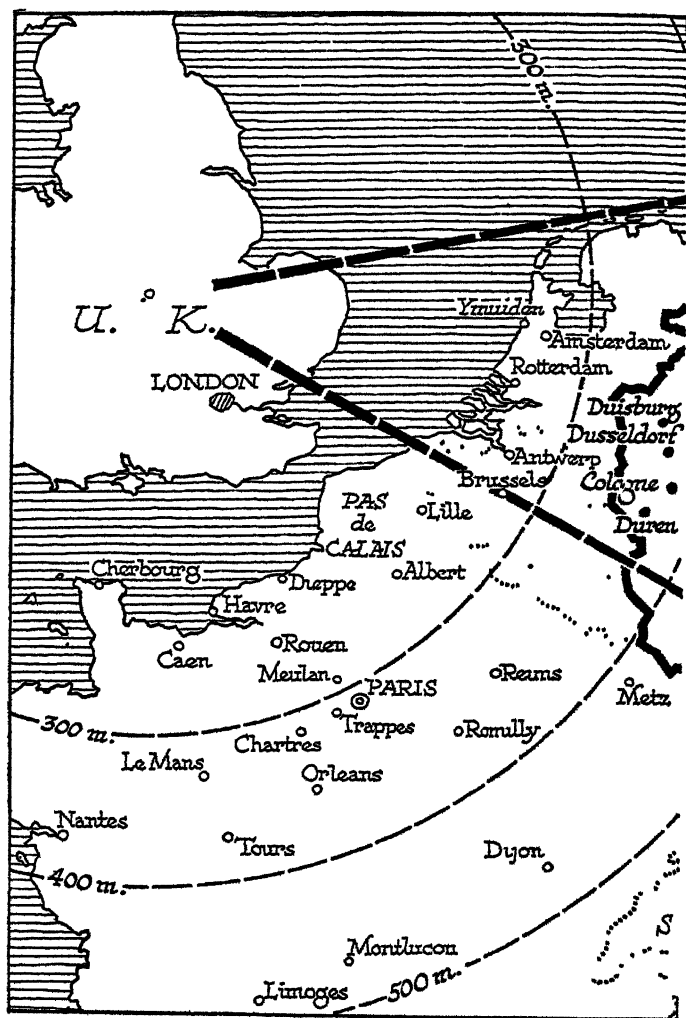 300 m.
U. K.
Ymuiden
Amsterdam
LONDON
Rotterdam
Duisburg
Dusseldorf
Antwerp
Brussels
Cologne
PAS
de
CALAIS
Lille
Duren
Cherbourg
Albert
Dieppe
Havre
Rouen
Caen
Meulan
Reims
PARIS
Metz
300 m.
Trappes
Chartres
Romilly
Le Mans
Orleans
Nantes
Tours
Dijon
400 m.
S
Montlucon
500 m.
Limoges